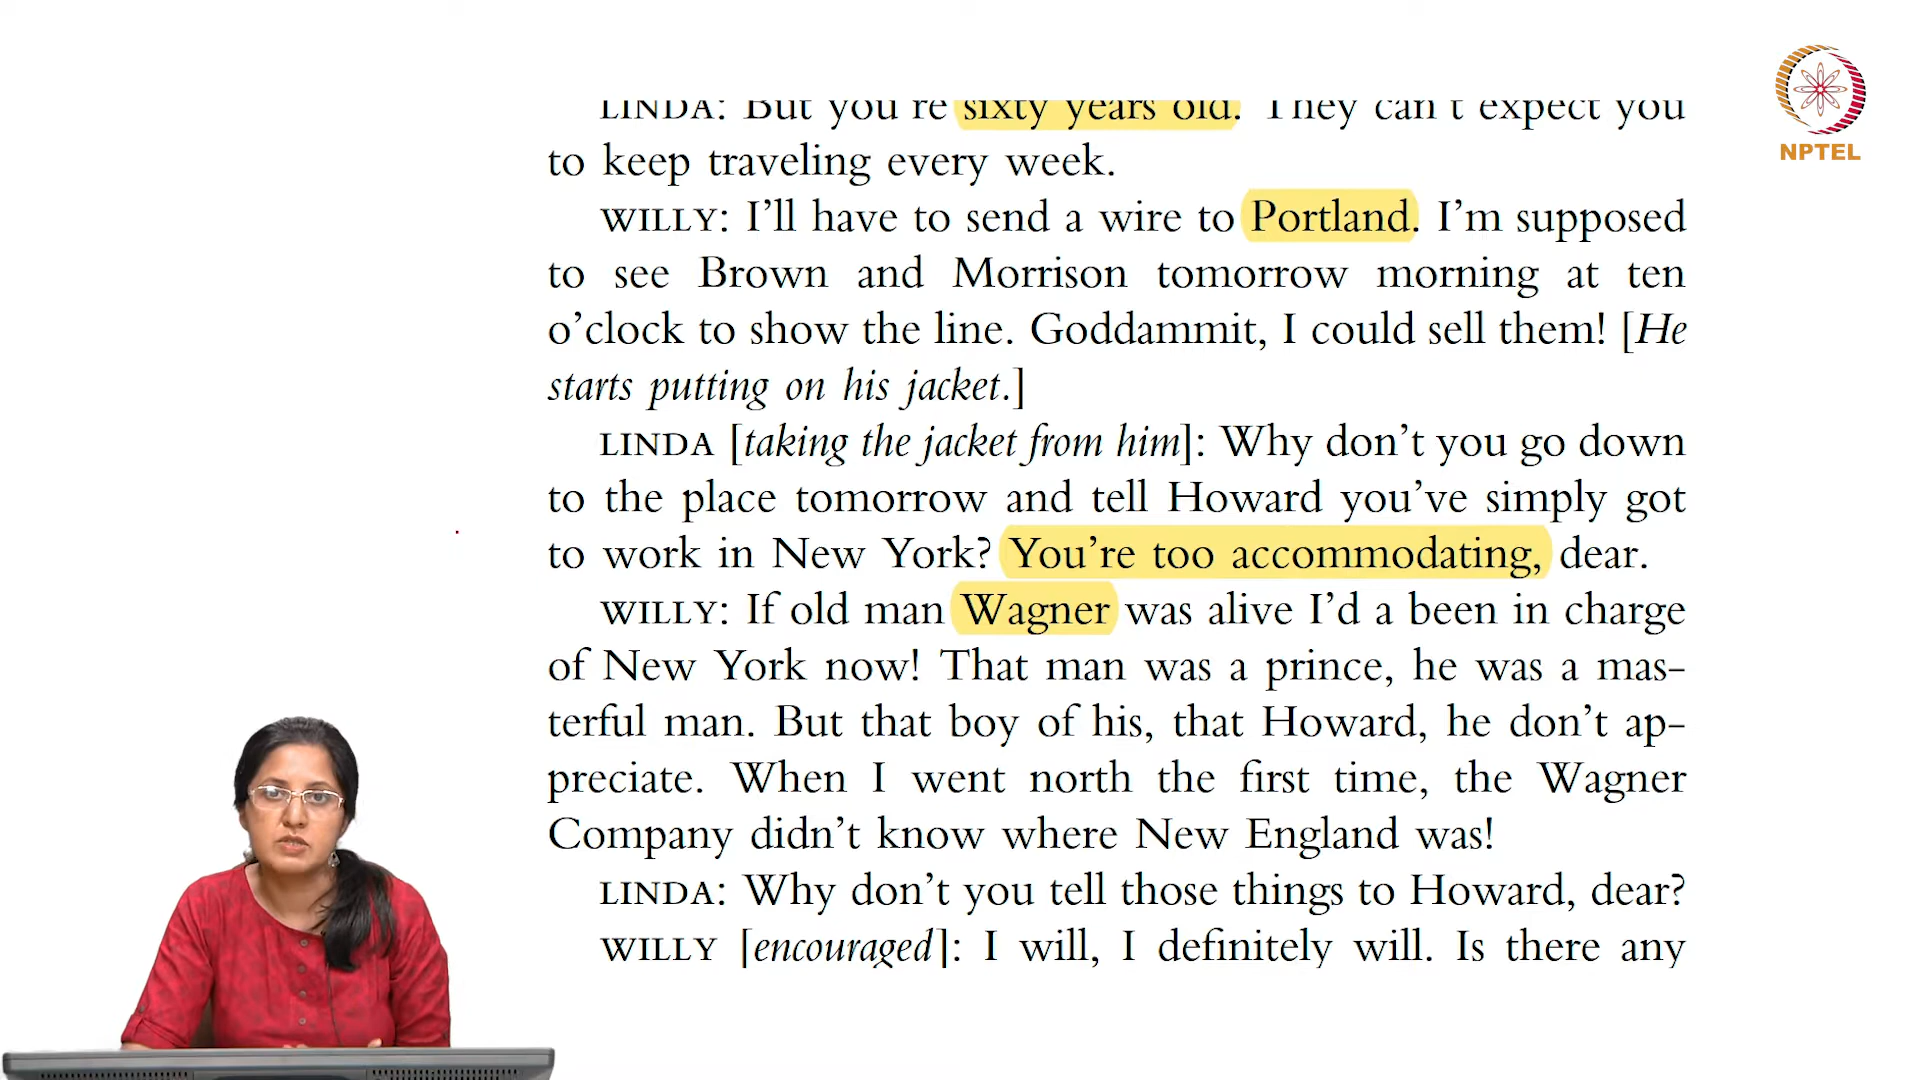 LINDA: But you're sixty years old. They can't expect you
to keep traveling every week.
WILLY: I'll have to send a wire to Portland. I'm supposed
to see Brown and Morrison tomorrow morning at ten
o'clock to show the line. Goddammit, I could sell them! [He
starts putting on his jacket.]
LINDA [taking the jacket from him]: Why don't you go down
to the place tomorrow and tell Howard you've simply got
to work in New York? You're too accommodating, dear.
WILLY: If old man Wagner was alive I'd a been in charge
of New York now! That man was a prince, he was a mas-
terful man. But that boy of his, that Howard, he don't ap-
preciate. When I went north the first time, the Wagner
Company didn't know where New England was!
LINDA: Why don't you tell those things to Howard, dear?
WILLY [encouraged]: I will, I definitely will. Is there any
NPTEL